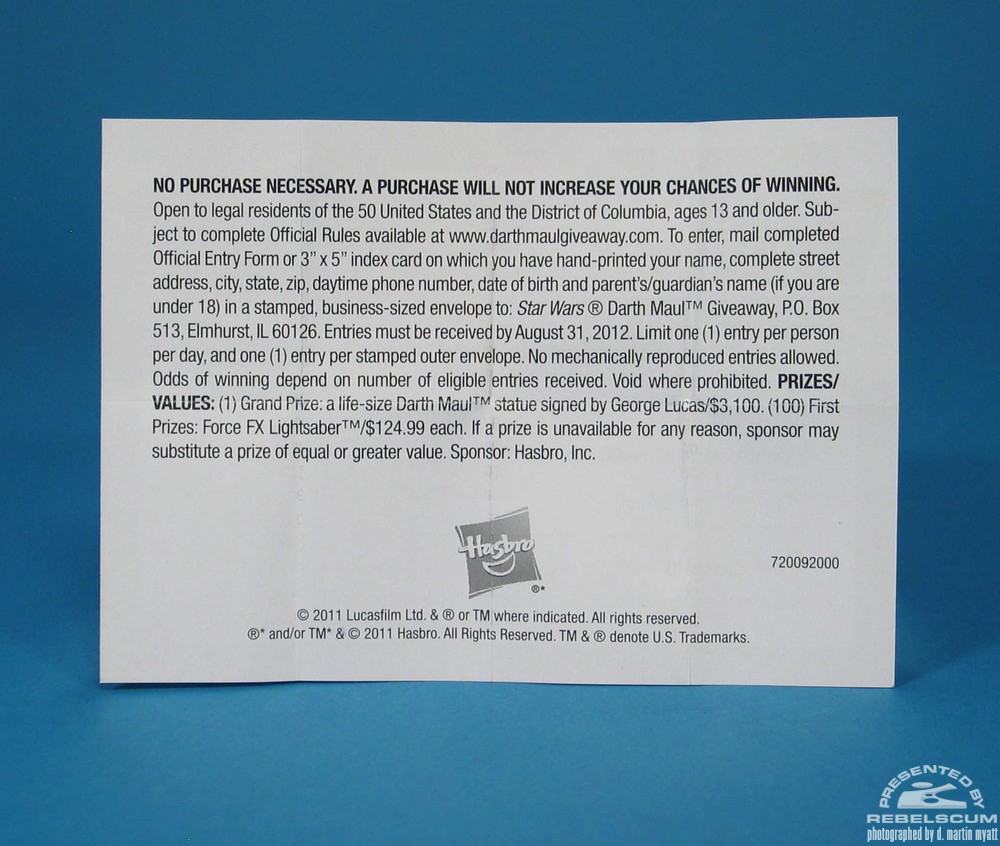 NO PURCHASE NECESSARY. A PURCHASE WILL NOT INCREASE YOUR CHANCES OF WINNING.
Open to legal residents of the 50 United States and the District of Columbia, ages 13 and older. Sub-
ject to complete Official Rules available at www.darthmaulgiveaway.com. To enter, mail completed
Official Entry Form or 3” x 5” index card on which you have hand-printed your name, complete street
address, city, state, zip, daytime phone number, date of birth and parent’s/guardian’s name (if you are
under 18) in a stamped, business-sized envelope to: Star Wars ® Darth Maul™ Giveaway, P.O. Box
513, Elmhurst, IL 60126. Entries must be received by August 31, 2012. Limit one (1) entry per person
per day, and one (1) entry per stamped outer envelope. No mechanically reproduced entries allowed.
Odds of winning depend on number of eligible entries received. Void where prohibited. PRIZES/
VALUES: (1) Grand Prize: a life-size Darth Maul™ statue signed by George Lucas/$3,100. (100) First
Prizes: Force FX Lightsaber™/$124.99 each. If a prize is unavailable for any reason, sponsor may
substitute a prize of equal or greater value. Sponsor: Hasbro, Inc.
Hasbro
®*
720092000
© 2011 Lucasfilm Ltd. & ® or TM where indicated. All rights reserved.
®* and/or TM* & © 2011 Hasbro. All Rights Reserved. TM & ® denote U.S. Trademarks.
PRESENTED BY
REBELSCUM
photographed by d. martin myatt